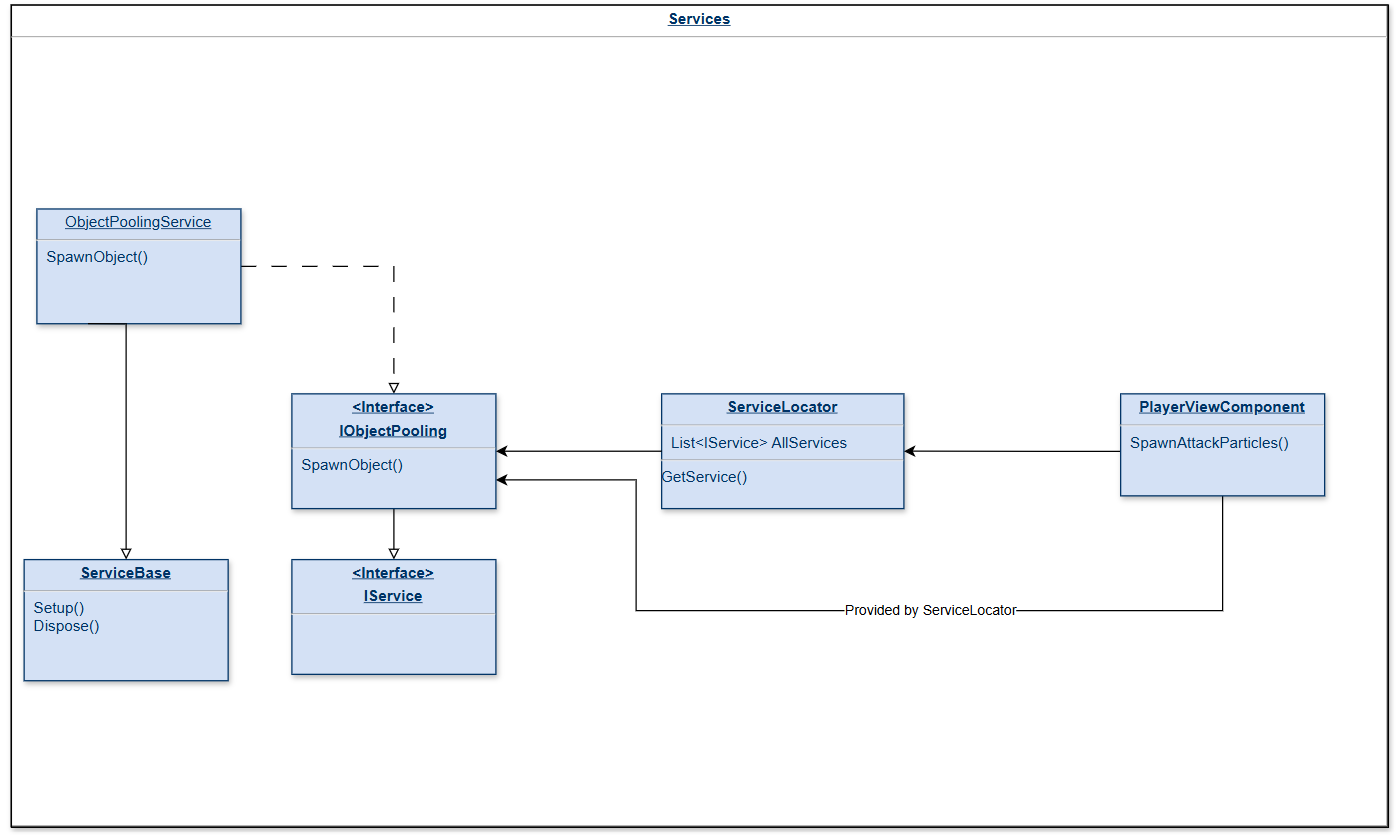 Services
ObjectPoolingService
SpawnObject()
<Interface>
IObjectPooling
SpawnObject()
ServiceLocator
List<IService> AllServices
GetService()
PlayerViewComponent
SpawnAttackParticles()
ServiceBase
Setup()
Dispose()
<Interface>
IService
Provided by ServiceLocator